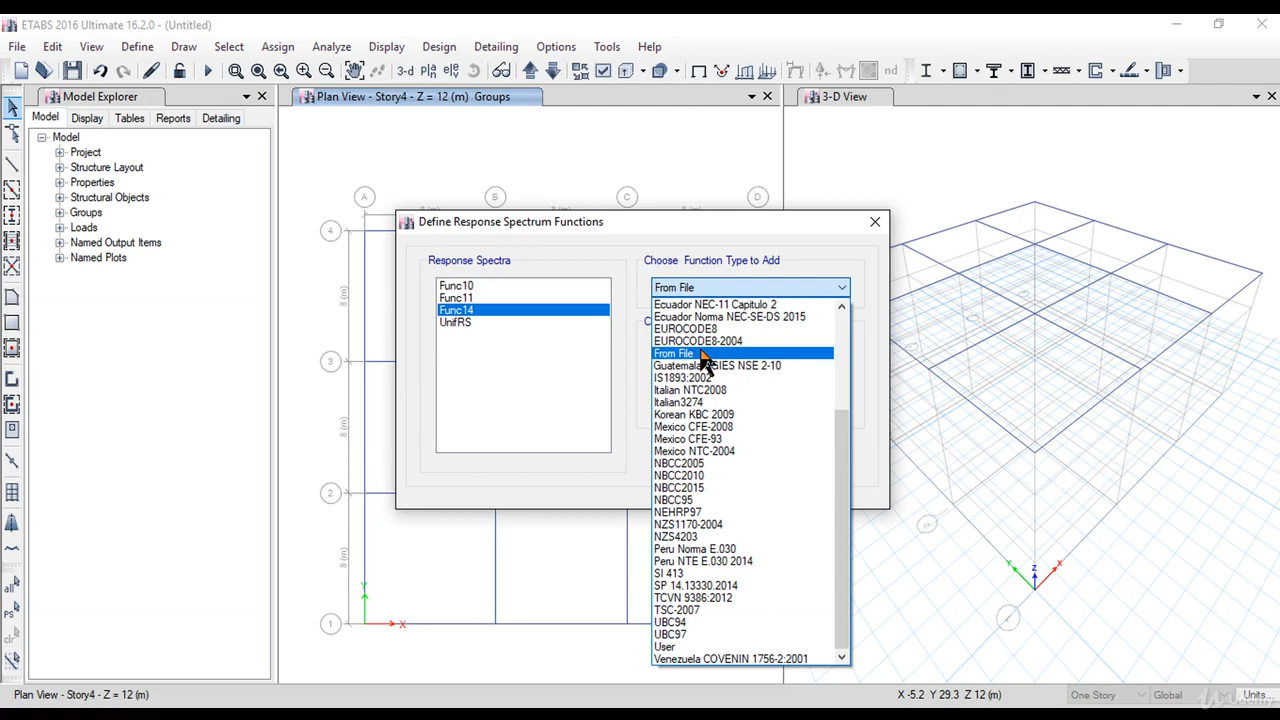 ETABS 2016 Ultimate 16.2.0 - (Untitled)
File Edit View Define Draw Select Assign Analyze Display Design Detailing Options Tools Help
3-d
nd
Model Explorer
Plan View - Story4 - Z = 12 (m) Groups
3-D View
Model Display Tables Reports Detailing
Model
Project
Structure Layout
Properties
Structural Objects
Groups
Loads
Named Output Items
Named Plots
all
PS
clr
A B C D
4
3
2
1
8 (m)
8 (m)
8 (m)
Y
X
Define Response Spectrum Functions
Response Spectra
Func10
Func11
Func14
UnifRS
Choose Function Type to Add
From File
Ecuador NEC-11 Capitulo 2
Ecuador Norma NEC-SE-DS 2015
EUROCODE8
EUROCODE8-2004
From File
Guatemala AGIES NSE 2-10
IS1893:2002
Italian NTC2008
Italian3274
Korean KBC 2009
Mexico CFE-2008
Mexico CFE-93
Mexico NTC-2004
NBCC2005
NBCC2010
NBCC2015
NBCC95
NEHRP97
NZS1170-2004
NZS4203
Peru Norma E.030
Peru NTE E.030 2014
SI 413
SP 14.13330.2014
TCVN 9386:2012
TSC-2007
UBC94
UBC97
User
Venezuela COVENIN 1756-2:2001
Y Z X
Plan View - Story4 - Z = 12 (m)
X -5.2 Y 29.3 Z 12 (m)
One Story
Global
Units...